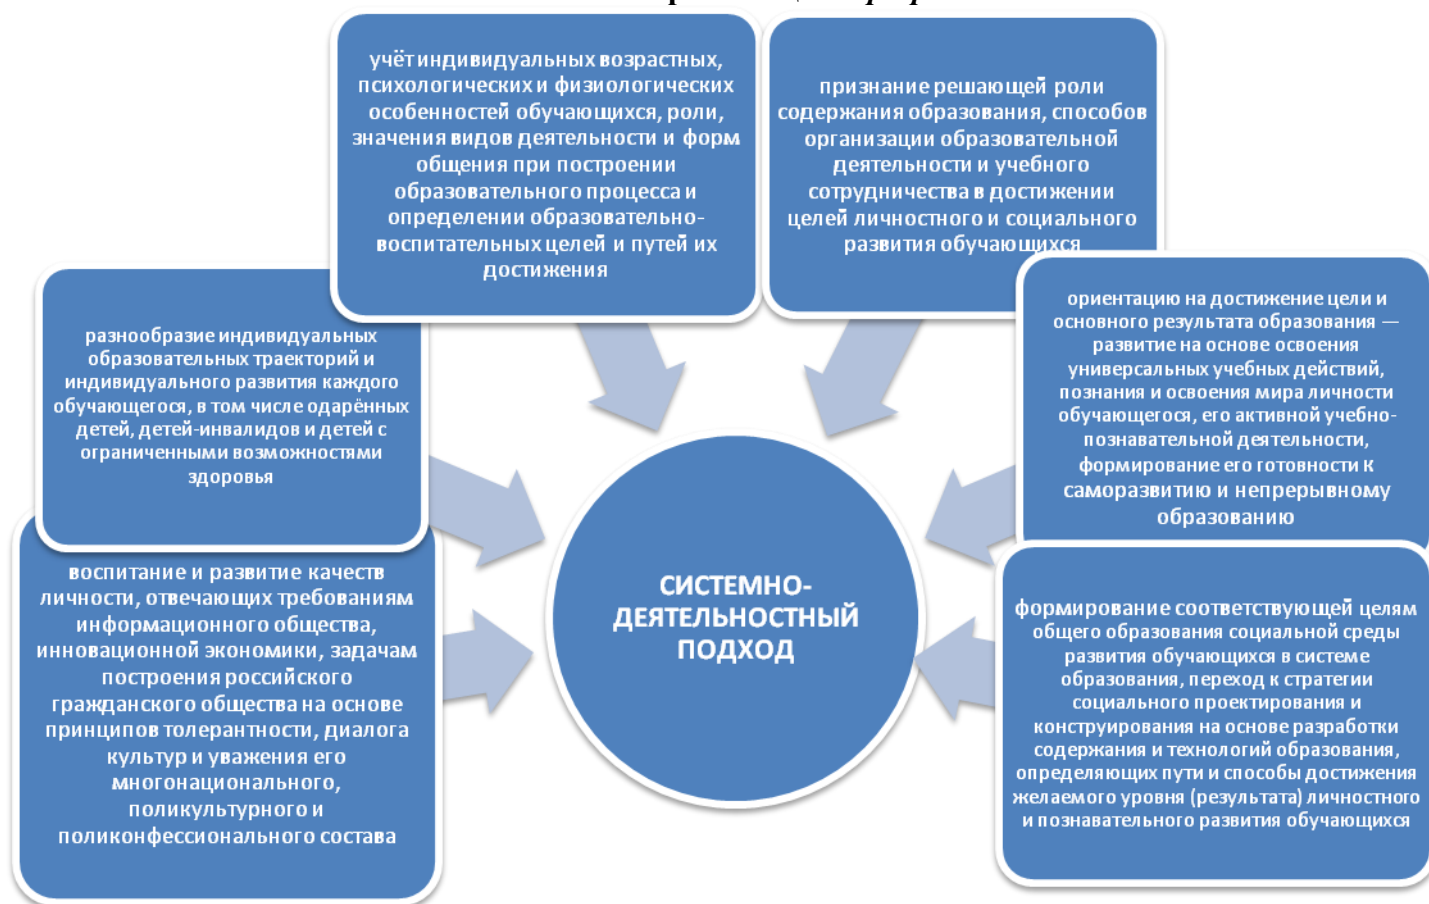 учёт индивидуальных возрастных,
психологических и физиологических
особенностей обучающихся, роли,
значения видов деятельности и форм
общения при построении
образовательного процесса и
определении образовательно-
воспитательных целей и путей их
достижения
признание решающей роли
содержания образования, способов
организации образовательной
деятельности и учебного
сотрудничества в достижении
целей личностного и социального
развития обучающихся
разнообразие индивидуальных
образовательных траекторий и
индивидуального развития каждого
обучающегося, в том числе одарённых
детей, детей-инвалидов и детей с
ограниченными возможностями
здоровья
ориентацию на достижение цели и
основного результата образования —
развитие на основе освоения
универсальных учебных действий,
познания и освоения мира личности
обучающегося, его активной учебно-
познавательной деятельности,
формирование его готовности к
саморазвитию и непрерывному
образованию
воспитание и развитие качеств
личности, отвечающих требованиям
информационного общества,
инновационной экономики, задачам
построения российского
гражданского общества на основе
принципов толерантности, диалога
культур и уважения его
многонационального,
поликультурного и
поликонфессионального состава
СИСТЕМНО-
ДЕЯТЕЛЬНОСТНЫЙ
ПОДХОД
формирование соответствующей целям
общего образования социальной среды
развития обучающихся в системе
образования, переход к стратегии
социального проектирования и
конструирования на основе разработки
содержания и технологий образования,
определяющих пути и способы достижения
желаемого уровня (результата) личностного
и познавательного развития обучающихся